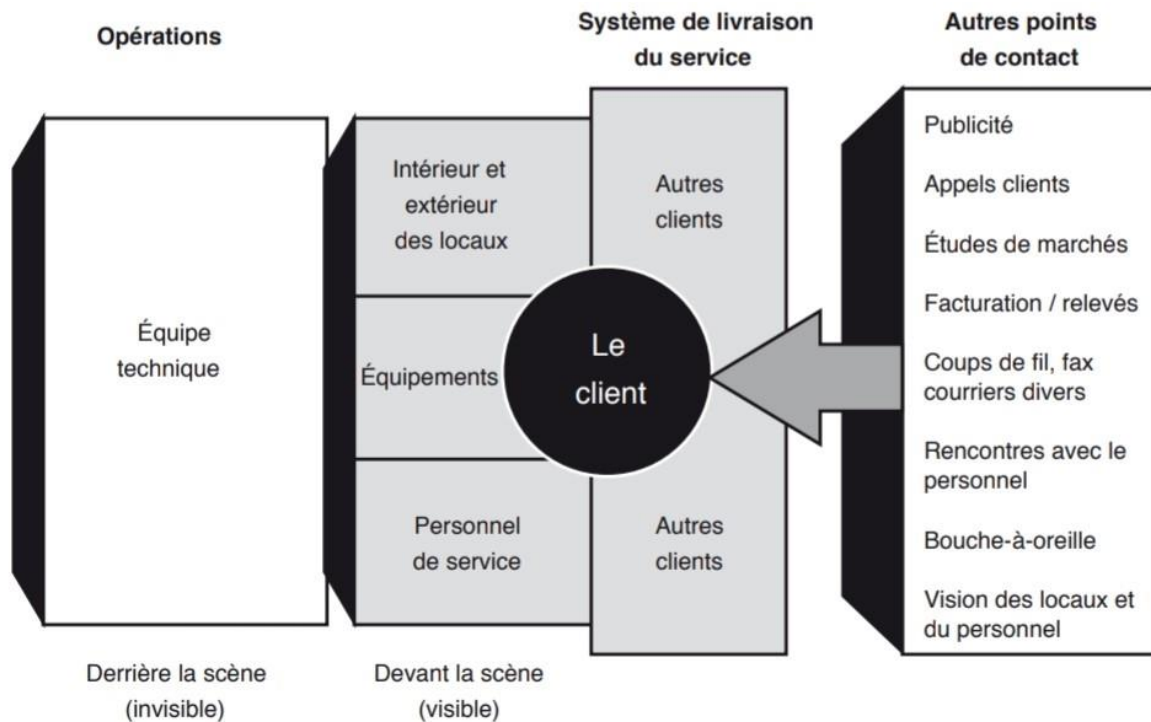 Opérations
Système de livraison
du service
Autres points
de contact
Équipe
technique
Intérieur et
extérieur
des locaux
Équipements
Personnel
de service
Autres
clients
Le
client
Autres
clients
Publicité
Appels clients
Études de marchés
Facturation / relevés
Coups de fil, fax
courriers divers
Rencontres avec le
personnel
Bouche-à-oreille
Vision des locaux et
du personnel
Derrière la scène
(invisible)
Devant la scène
(visible)